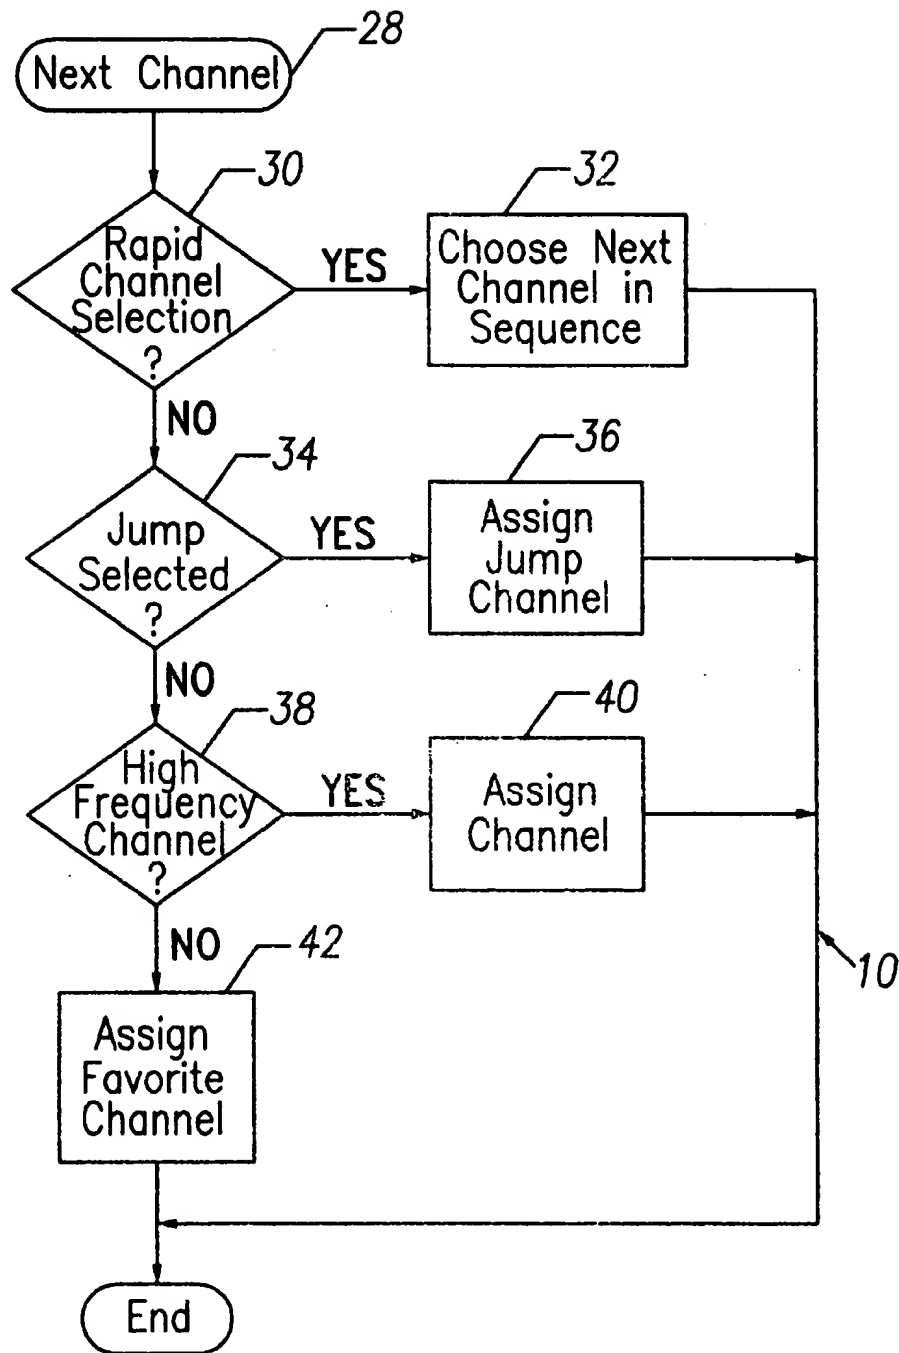 28
Next Channel
30
Rapid
Channel
Selection
?
YES
32
Choose Next
Channel in
Sequence
NO
34
Jump
Selected
?
YES
36
Assign
Jump
Channel
NO
38
High
Frequency
Channel
?
YES
40
Assign
Channel
10
NO
42
Assign
Favorite
Channel
End